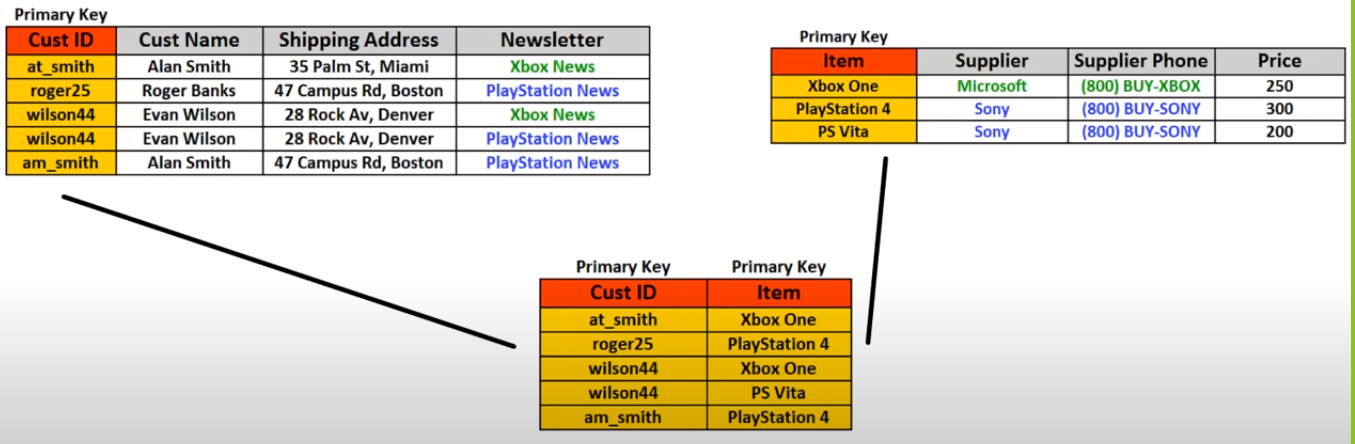 Primary Key
Cust ID Cust Name Shipping Address Newsletter
at_smith Alan Smith 35 Palm St, Miami Xbox News
roger25 Roger Banks 47 Campus Rd, Boston PlayStation News
wilson44 Evan Wilson 28 Rock Av, Denver Xbox News
wilson44 Evan Wilson 28 Rock Av, Denver PlayStation News
am_smith Alan Smith 47 Campus Rd, Boston PlayStation News
Primary Key
Item Supplier Supplier Phone Price
Xbox One Microsoft (800) BUY-XBOX 250
PlayStation 4 Sony (800) BUY-SONY 300
PS Vita Sony (800) BUY-SONY 200
Primary Key Primary Key
Cust ID Item
at_smith Xbox One
roger25 PlayStation 4
wilson44 Xbox One
wilson44 PS Vita
am_smith PlayStation 4